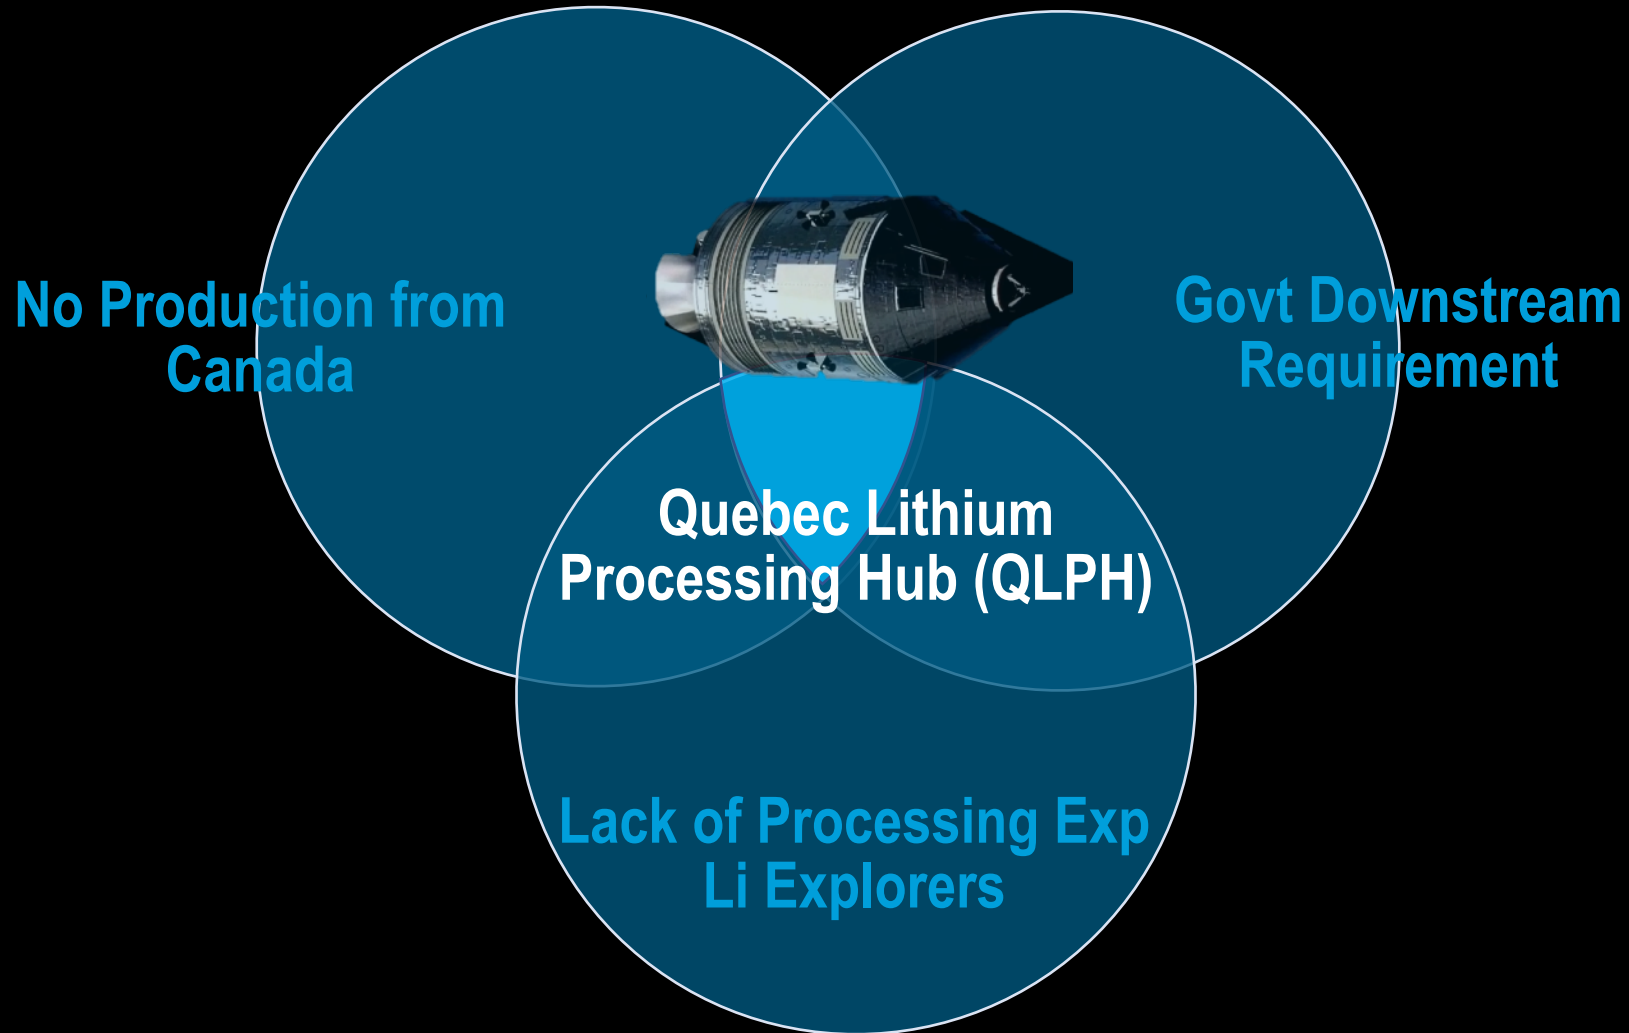 No Production from
Canada
Govt Downstream
Requirement
Quebec Lithium
Processing Hub (QLPH)
Lack of Processing Exp
Li Explorers